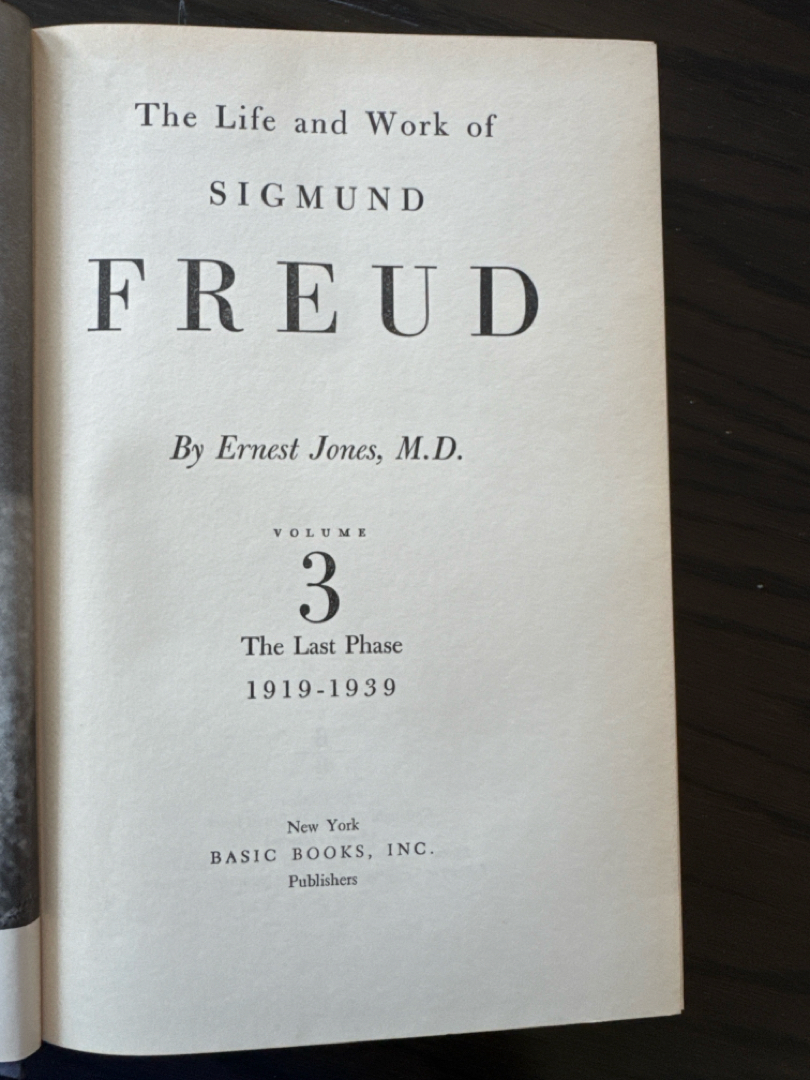 The Life and Work of
SIGMUND
FREUD
By Ernest Jones, M.D.
VOLUME
3
The Last Phase
1919-1939
New York
BASIC BOOKS, INC.
Publishers